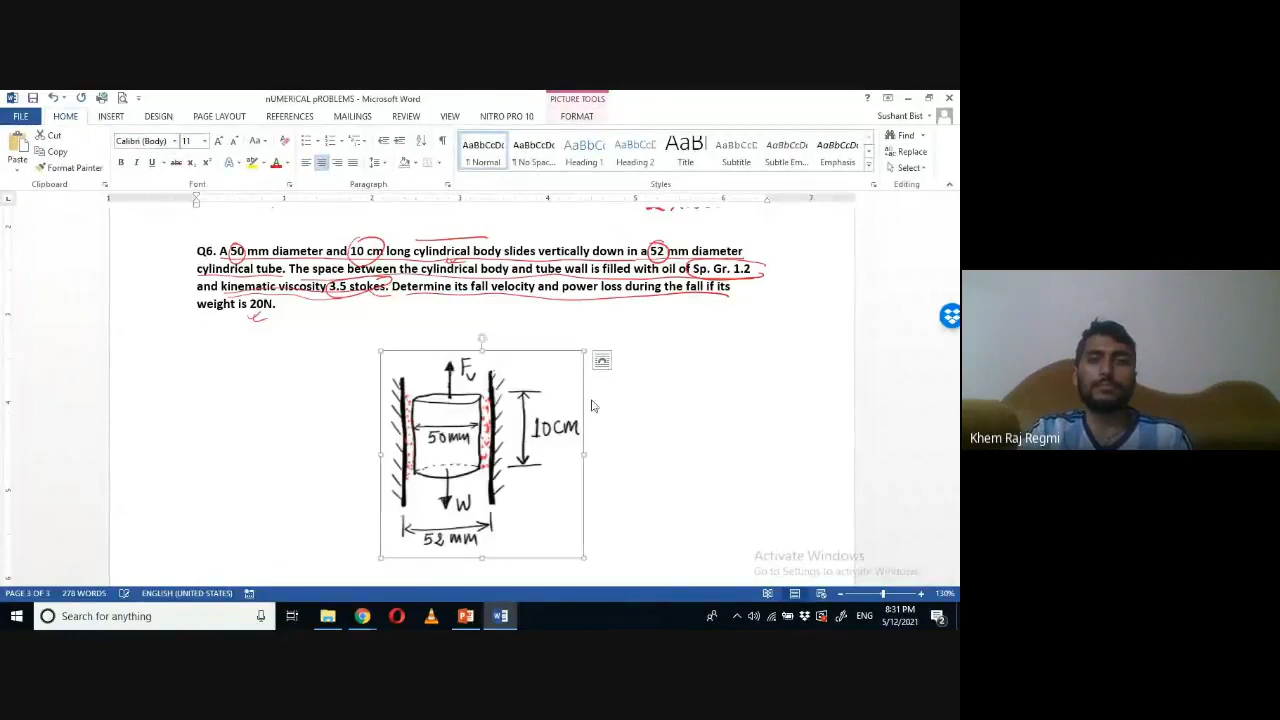 nUMERICAL pROBLEMS - Microsoft Word
PICTURE TOOLS
Sushant Bist
FILE HOME INSERT DESIGN PAGE LAYOUT REFERENCES MAILINGS REVIEW VIEW NITRO PRO 10 FORMAT
Paste
Cut
Copy
Format Painter
Clipboard
Calibri (Body) 11
Font
Paragraph
AaBbCcDc AaBbCcDc AaBbCc AaBbCcD AaBl AaBbCcD AaBbCcDc AaBbCcDc
¶ Normal ¶ No Spac... Heading 1 Heading 2 Title Subtitle Subtle Em... Emphasis
Styles
Find
Replace
Select
Editing
Q6. A 50 mm diameter and 10 cm long cylindrical body slides vertically down in a 52 mm diameter
cylindrical tube. The space between the cylindrical body and tube wall is filled with oil of Sp. Gr. 1.2
and kinematic viscosity 3.5 stokes. Determine its fall velocity and power loss during the fall if its
weight is 20N.
Fv
50mm
10cm
W
52 mm
Khem Raj Regmi
Activate Windows
Go to Settings to activate Windows.
PAGE 3 OF 3 278 WORDS ENGLISH (UNITED STATES) 130%
Search for anything
ENG
8:31 PM
5/12/2021
2